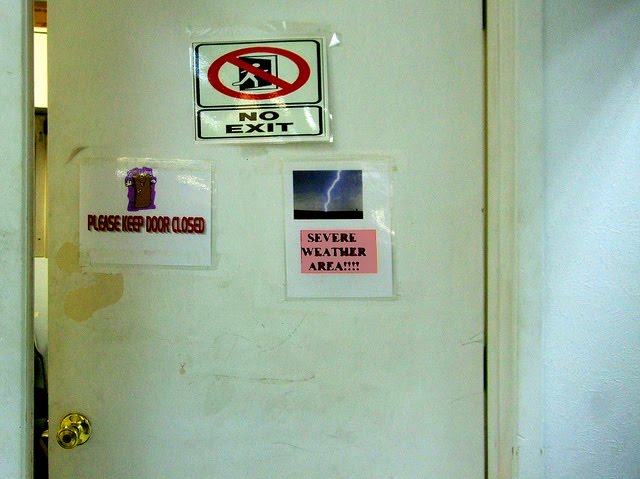 NO
EXIT
PLEASE KEEP DOOR CLOSED
SEVERE
WEATHER
AREA!!!!